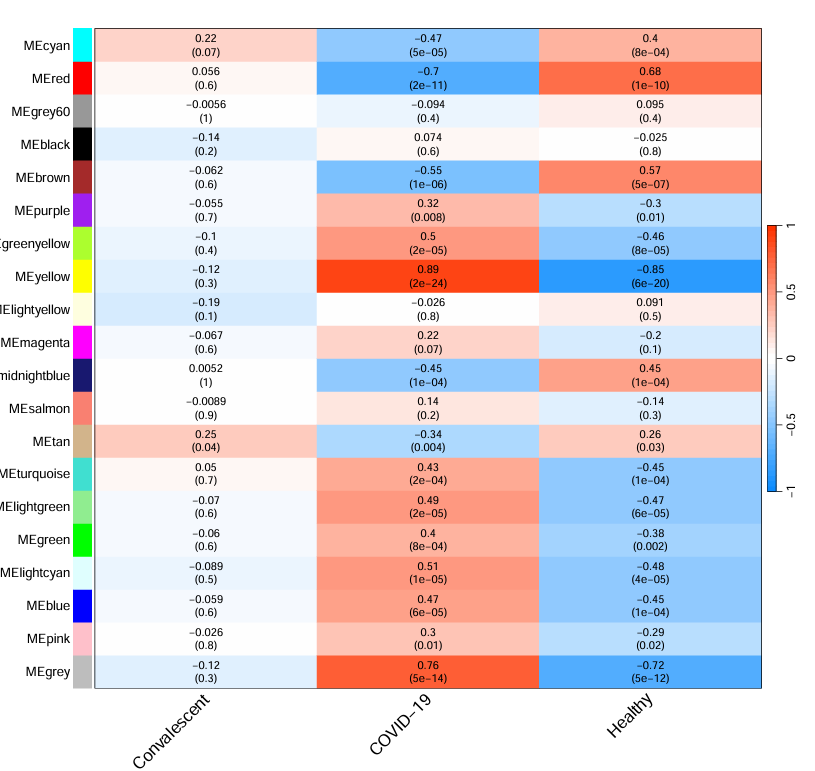 MEcyan
0.22
(0.07)
−0.47
(5e−05)
0.4
(8e−04)
MEred
0.056
(0.6)
−0.7
(2e−11)
0.68
(1e−10)
MEgrey60
−0.0056
(1)
−0.094
(0.4)
0.095
(0.4)
MEblack
−0.14
(0.2)
0.074
(0.6)
−0.025
(0.8)
MEbrown
−0.062
(0.6)
−0.55
(1e−06)
0.57
(5e−07)
MEpurple
−0.055
(0.7)
0.32
(0.008)
−0.3
(0.01)
greenyellow
−0.1
(0.4)
0.5
(2e−05)
−0.46
(8e−05)
MEyellow
−0.12
(0.3)
0.89
(2e−24)
−0.85
(6e−20)
MElightyellow
−0.19
(0.1)
−0.026
(0.8)
0.091
(0.5)
MEmagenta
−0.067
(0.6)
0.22
(0.07)
−0.2
(0.1)
midnightblue
0.0052
(1)
−0.45
(1e−04)
0.45
(1e−04)
MEsalmon
−0.0089
(0.9)
0.14
(0.2)
−0.14
(0.3)
MEtan
0.25
(0.04)
−0.34
(0.004)
0.26
(0.03)
MEturquoise
0.05
(0.7)
0.43
(2e−04)
−0.45
(1e−04)
MElightgreen
−0.07
(0.6)
0.49
(2e−05)
−0.47
(6e−05)
MEgreen
−0.06
(0.6)
0.4
(8e−04)
−0.38
(0.002)
MElightcyan
−0.089
(0.5)
0.51
(1e−05)
−0.48
(4e−05)
MEblue
−0.059
(0.6)
0.47
(6e−05)
−0.45
(1e−04)
MEpink
−0.026
(0.8)
0.3
(0.01)
−0.29
(0.02)
MEgrey
−0.12
(0.3)
0.76
(5e−14)
−0.72
(5e−12)
Convalescent
COVID−19
Healthy
1
0.5
0
−0.5
−1